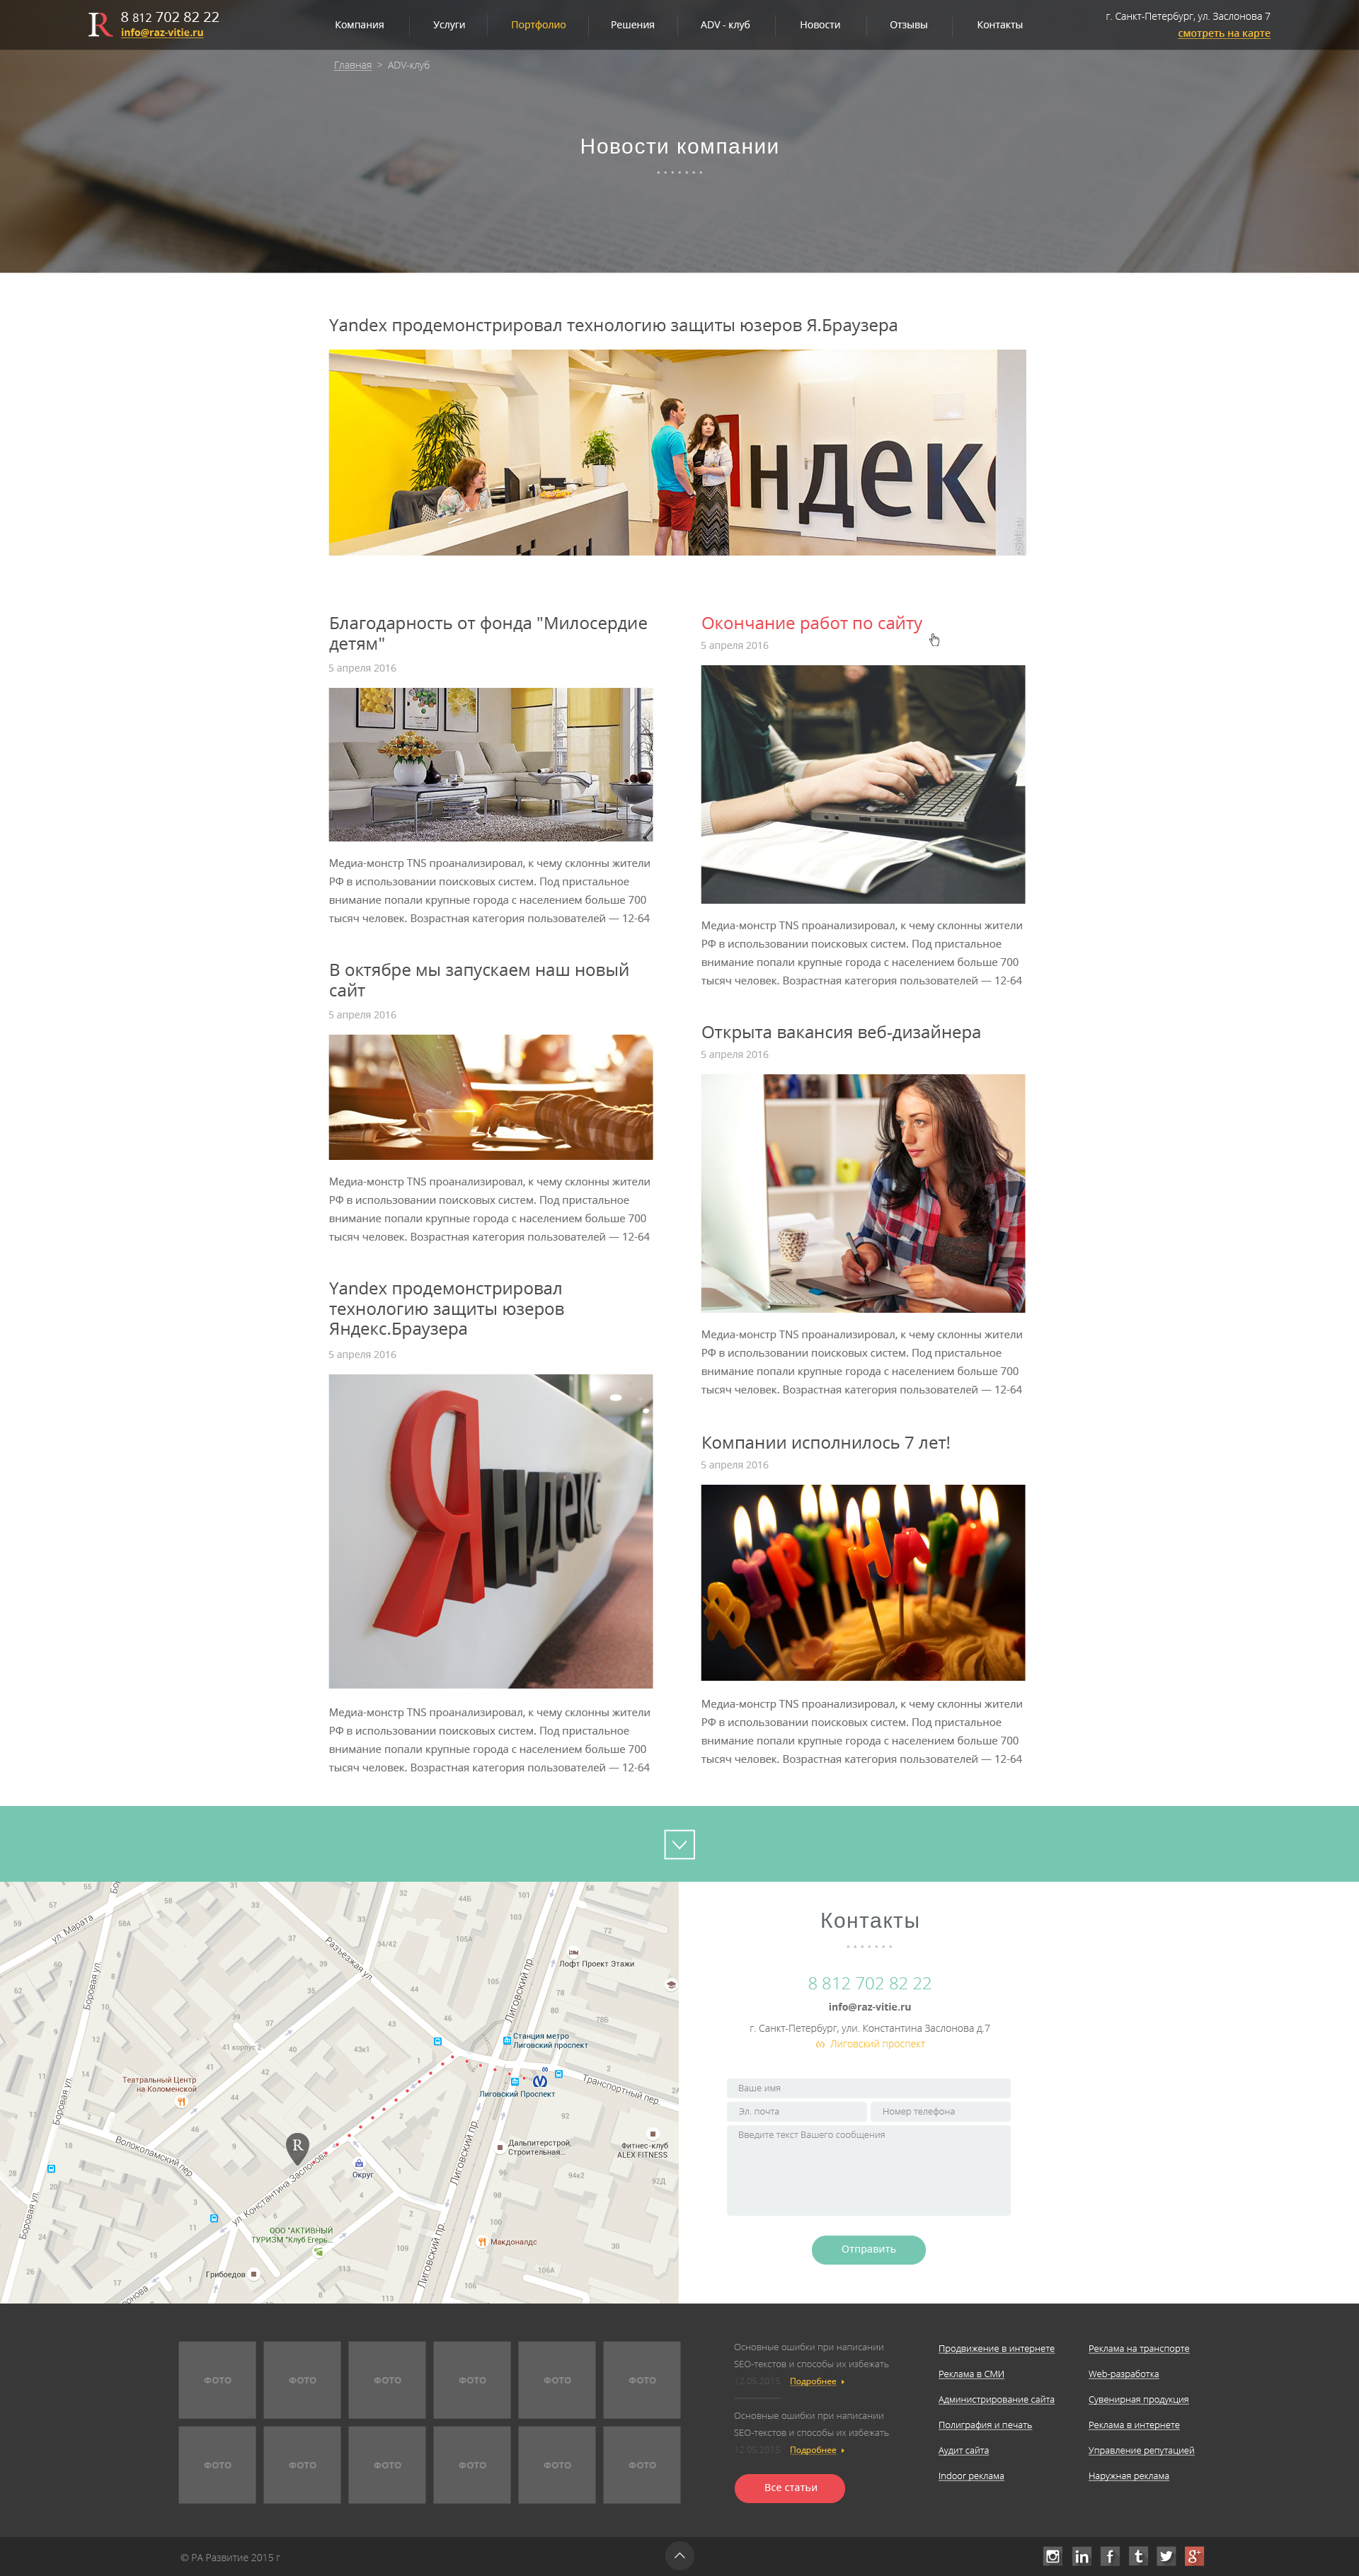 8 812 702 82 22
info@raz-vitie.ru
Компания
Услуги
Портфолио
Решения
ADV - клуб
Новости
Отзывы
Контакты
г. Санкт-Петербург, ул. Заслонова 7
смотреть на карте
Главная > ADV-клуб
Новости компании
Yandex продемонстрировал технологию защиты юзеров Я.Браузера
Яндекс
Благодарность от фонда "Милосердие
детям"
5 апреля 2016
Медиа-монстр TNS проанализировал, к чему склонны жители
РФ в использовании поисковых систем. Под пристальное
внимание попали крупные города с населением больше 700
тысяч человек. Возрастная категория пользователей — 12-64
В октябре мы запускаем наш новый
сайт
5 апреля 2016
Медиа-монстр TNS проанализировал, к чему склонны жители
РФ в использовании поисковых систем. Под пристальное
внимание попали крупные города с населением больше 700
тысяч человек. Возрастная категория пользователей — 12-64
Yandex продемонстрировал
технологию защиты юзеров
Яндекс.Браузера
5 апреля 2016
Яндекс
Медиа-монстр TNS проанализировал, к чему склонны жители
РФ в использовании поисковых систем. Под пристальное
внимание попали крупные города с населением больше 700
тысяч человек. Возрастная категория пользователей — 12-64
Окончание работ по сайту
5 апреля 2016
Медиа-монстр TNS проанализировал, к чему склонны жители
РФ в использовании поисковых систем. Под пристальное
внимание попали крупные города с населением больше 700
тысяч человек. Возрастная категория пользователей — 12-64
Открыта вакансия веб-дизайнера
5 апреля 2016
Медиа-монстр TNS проанализировал, к чему склонны жители
РФ в использовании поисковых систем. Под пристальное
внимание попали крупные города с населением больше 700
тысяч человек. Возрастная категория пользователей — 12-64
Компании исполнилось 7 лет!
5 апреля 2016
Медиа-монстр TNS проанализировал, к чему склонны жители
РФ в использовании поисковых систем. Под пристальное
внимание попали крупные города с населением больше 700
тысяч человек. Возрастная категория пользователей — 12-64
ул. Марата
Боровая ул.
Разъезжая ул.
Лиговский пр.
Лофт Проект Этажи
Станция метро
Лиговский проспект
Лиговский Проспект
Транспортный пер.
Театральный Центр
на Коломенской
Боровая ул.
Волоколамский пер
R
ул. Константина Заслонова
Округ
Дальпитерстрой,
Строительная...
Фитнес-клуб
ALEX FITNESS
Лиговский пр.
Боровая ул.
ООО "АКТИВНЫЙ
ТУРИЗМ "Клуб Егерь...
Макдоналдс
Грибоедов
Лиговский пр.
Контакты
8 812 702 82 22
info@raz-vitie.ru
г. Санкт-Петербург, ули. Константина Заслонова д.7
Лиговский проспект
Ваше имя
Эл. почта
Номер телефона
Введите текст Вашего сообщения
Отправить
ФОТО ФОТО ФОТО ФОТО ФОТО ФОТО
ФОТО ФОТО ФОТО ФОТО ФОТО ФОТО
Основные ошибки при написании
SEO-текстов и способы их избежать
12.05.2015 Подробнее
Основные ошибки при написании
SEO-текстов и способы их избежать
12.05.2015 Подробнее
Все статьи
Продвижение в интернете
Реклама в СМИ
Администрирование сайта
Полиграфия и печать
Аудит сайта
Indoor реклама
Реклама на транспорте
Web-разработка
Сувенирная продукция
Реклама в интернете
Управление репутацией
Наружная реклама
© РА Развитие 2015 г